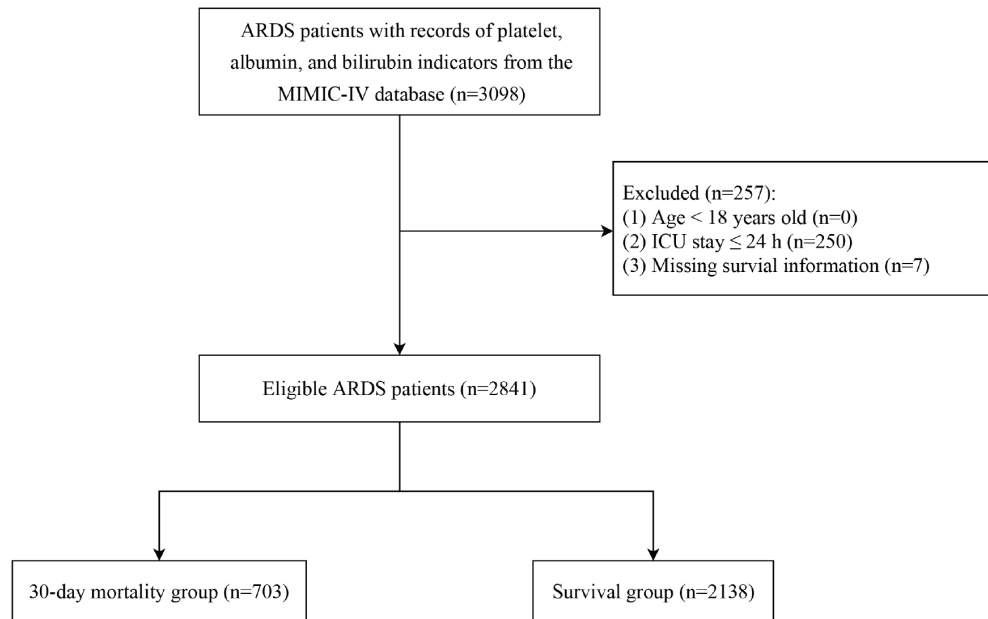 ARDS patients with records of platelet,
albumin, and bilirubin indicators from the
MIMIC-IV database (n=3098)
Excluded (n=257):
(1) Age < 18 years old (n=0)
(2) ICU stay ≤ 24 h (n=250)
(3) Missing survial information (n=7)
Eligible ARDS patients (n=2841)
30-day mortality group (n=703)
Survival group (n=2138)